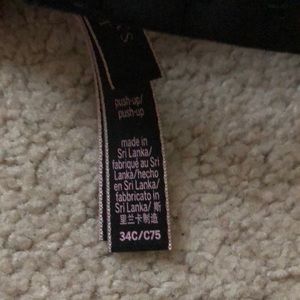 push-up/
push-up
made in
Sri Lanka/
fabriqué au Sri
Lanka/hecho
en Sri Lanka/
fabbricato in
Sri Lanka/ 斯
里兰卡制造
34C/C75